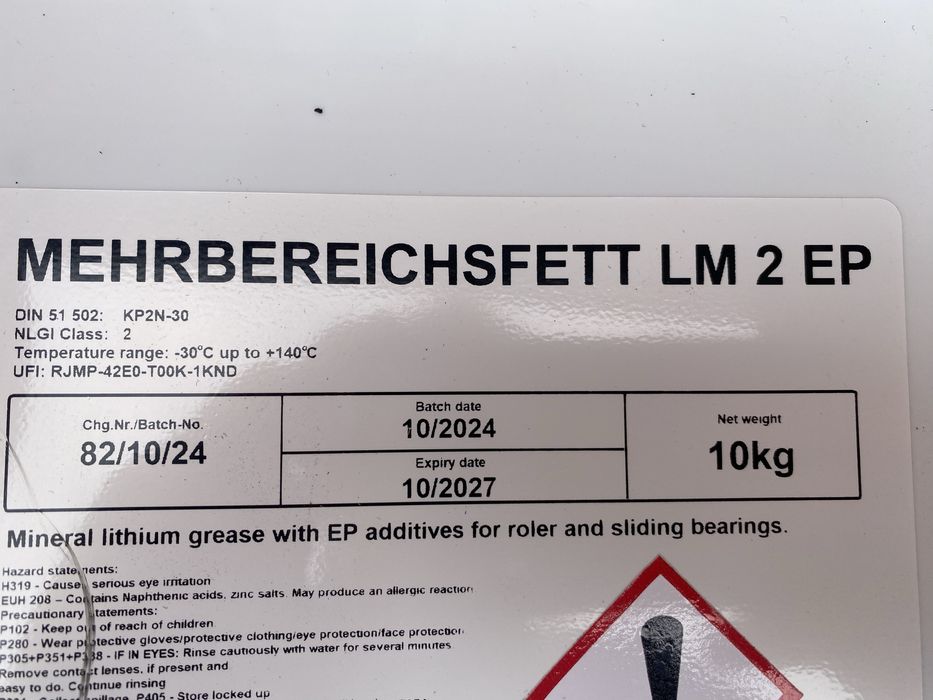 MEHRBEREICHSFETT LM 2 EP
DIN 51 502: KP2N-30
NLGI Class: 2
Temperature range: -30°C up to +140°C
UFI: RJMP-42E0-T00K-1KND
Chg.Nr./Batch-No.
82/10/24
Batch date
10/2024
Expiry date
10/2027
Net weight
10kg
Mineral lithium grease with EP additives for roler and sliding bearings.
Hazard statements:
H319 - Cause serious eye irritation
EUH 208 – Contains Naphthenic acids, zinc salts. May produce an allergic reaction
Precautionary statements:
P102 - Keep out of reach of children
P280 - Wear protective gloves/protective clothing/eye protection/face protection
P305+P351+P338 - IF IN EYES: Rinse cautiously with water for several minutes
Remove contact lenses, if present and
easy to do. Continue rinsing
spillage P405 - Store locked up